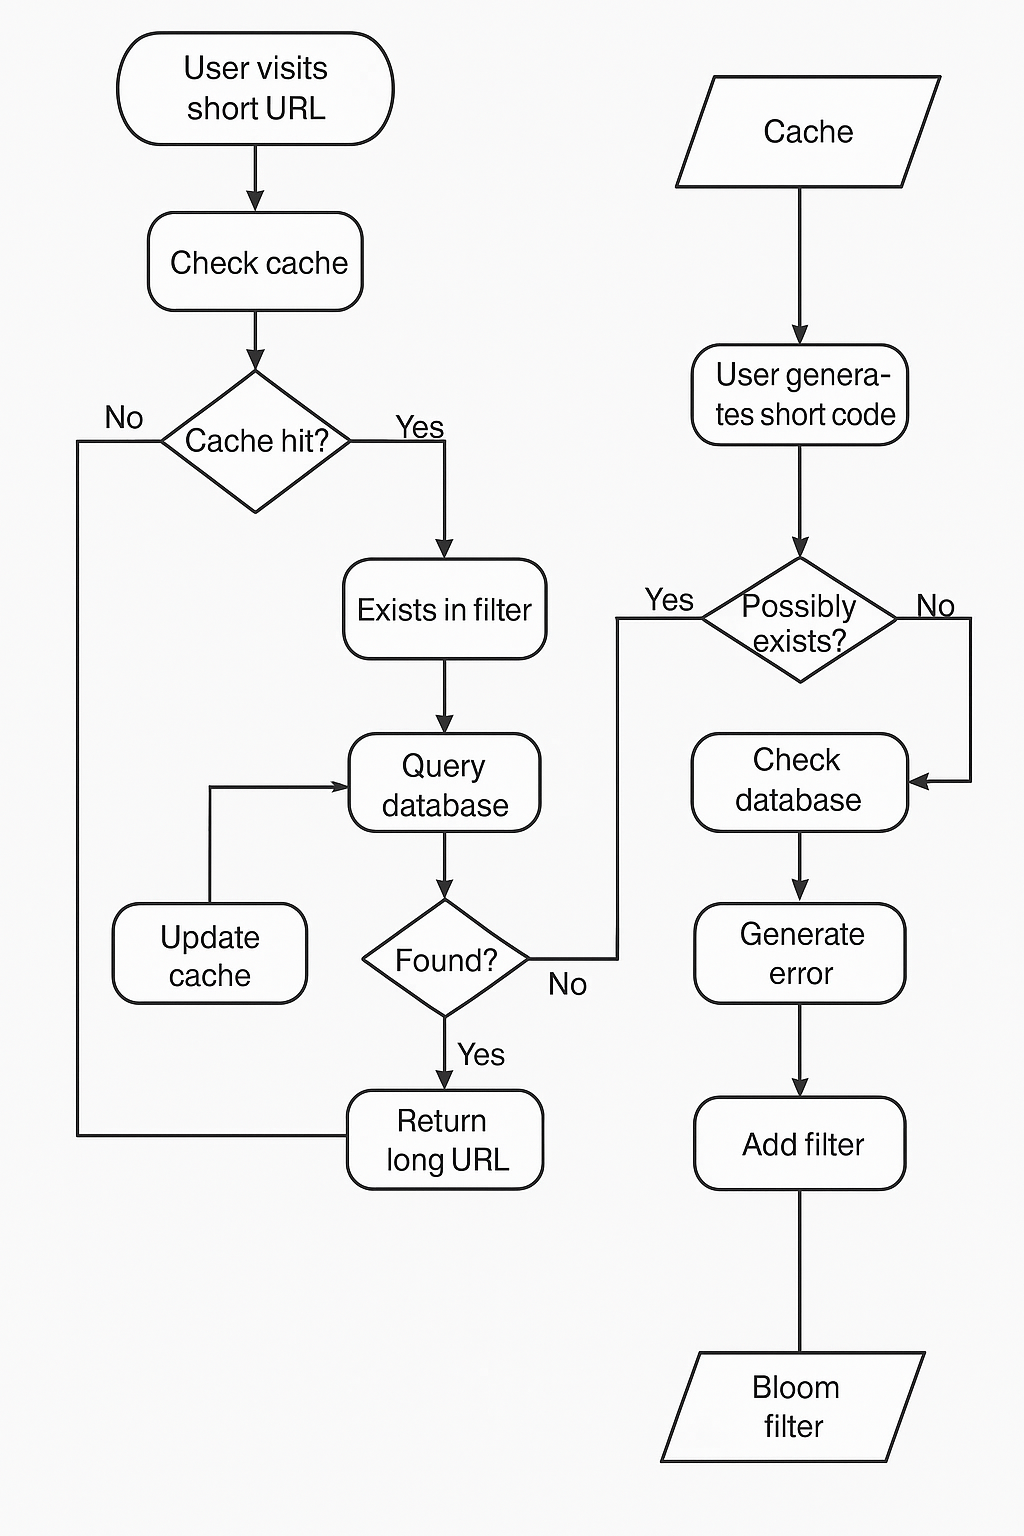 User visits
short URL
Check cache
Cache hit?
No
Yes
Exists in filter
Query
database
Update
cache
Found?
No
Yes
Return
long URL
Cache
User genera-
tes short code
Possibly
exists?
Yes
No
Check
database
Generate
error
Add filter
Bloom
filter